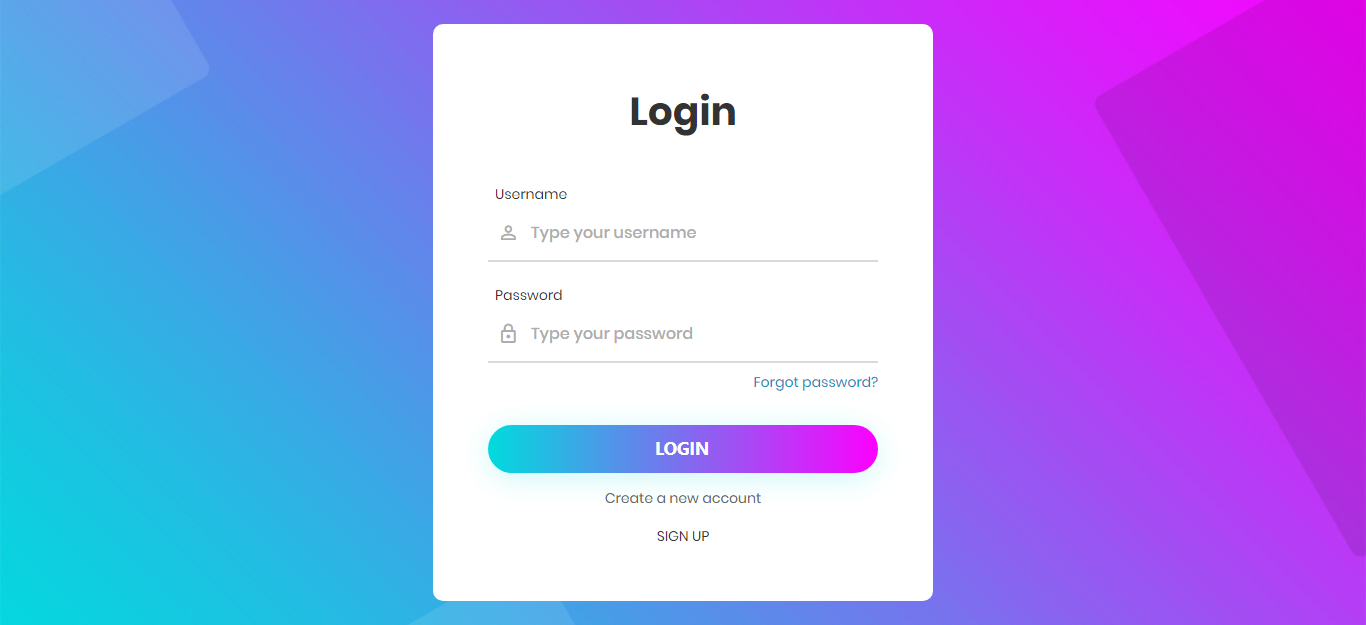 Login
Username
Type your username
Password
Type your password
Forgot password?
LOGIN
Create a new account
SIGN UP